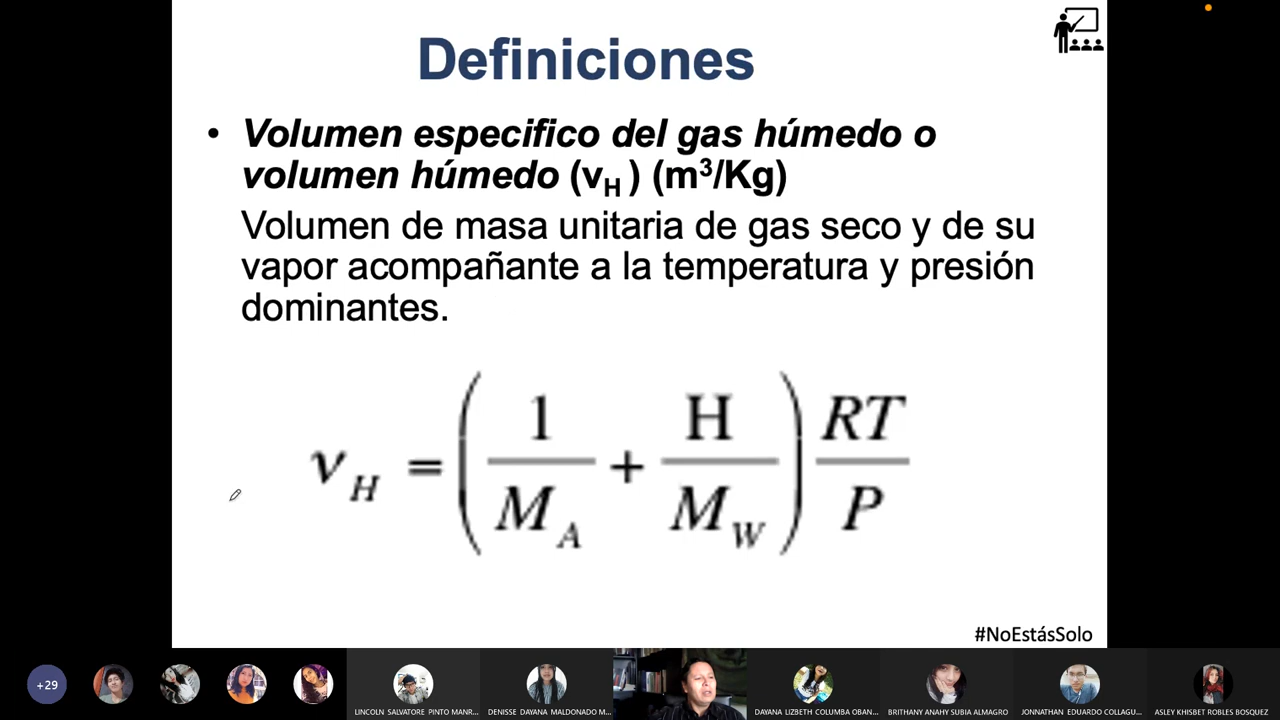 Definiciones
• Volumen especifico del gas húmedo o
volumen húmedo (vH ) (m³/Kg)
Volumen de masa unitaria de gas seco y de su
vapor acompañante a la temperatura y presión
dominantes.
νH = (1/MA + H/MW) RT/P
#NoEstásSolo
+29
LINCOLN SALVATORE PINTO MANR...
DENISSE DAYANA MALDONADO M...
DAYANA LIZBETH COLUMBA OBAN...
BRITHANY ANAHY SUBIA ALMAGRO
JONNATHAN EDUARDO COLLAGU...
ASLEY KHISBET ROBLES BOSQUEZ